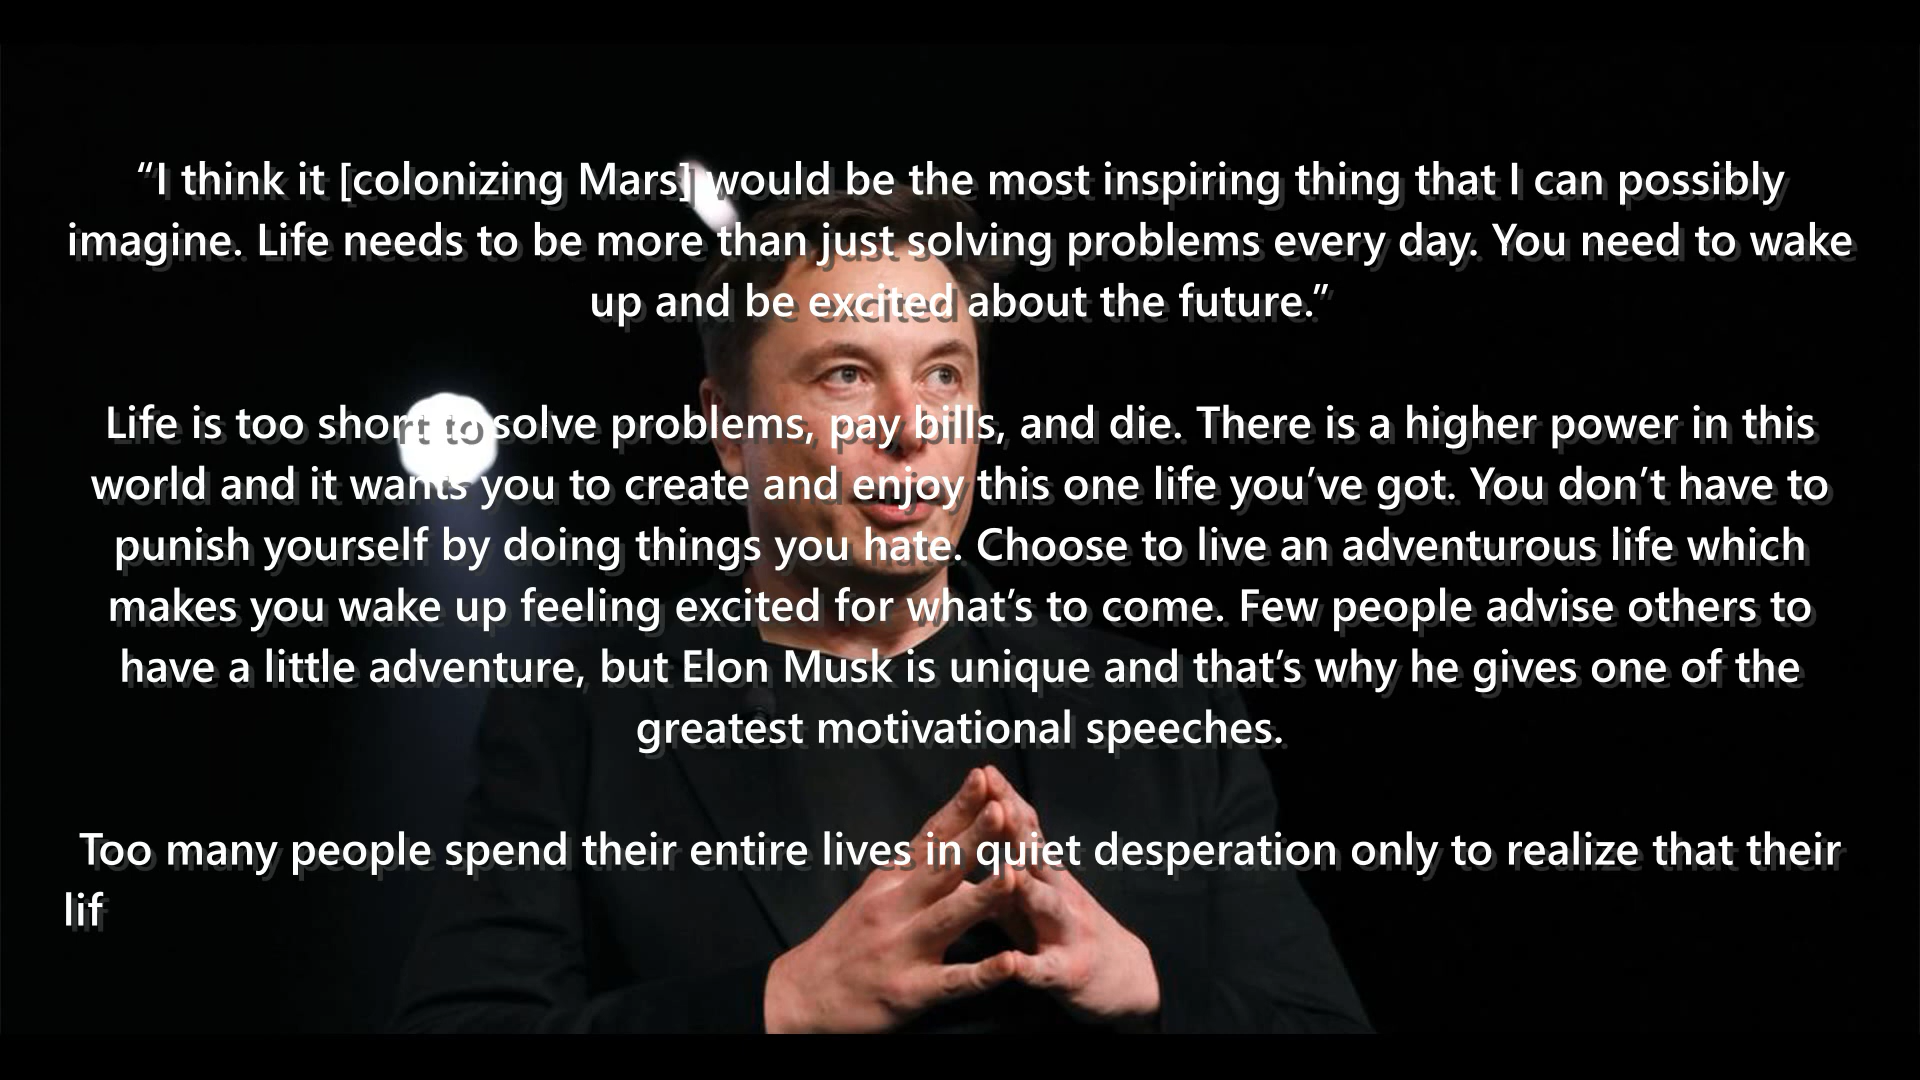 “I think it [colonizing Mars] would be the most inspiring thing that I can possibly
imagine. Life needs to be more than just solving problems every day. You need to wake
up and be excited about the future.”
Life is too short to solve problems, pay bills, and die. There is a higher power in this
world and it wants you to create and enjoy this one life you’ve got. You don’t have to
punish yourself by doing things you hate. Choose to live an adventurous life which
makes you wake up feeling excited for what’s to come. Few people advise others to
have a little adventure, but Elon Musk is unique and that’s why he gives one of the
greatest motivational speeches.
Too many people spend their entire lives in quiet desperation only to realize that their
lif